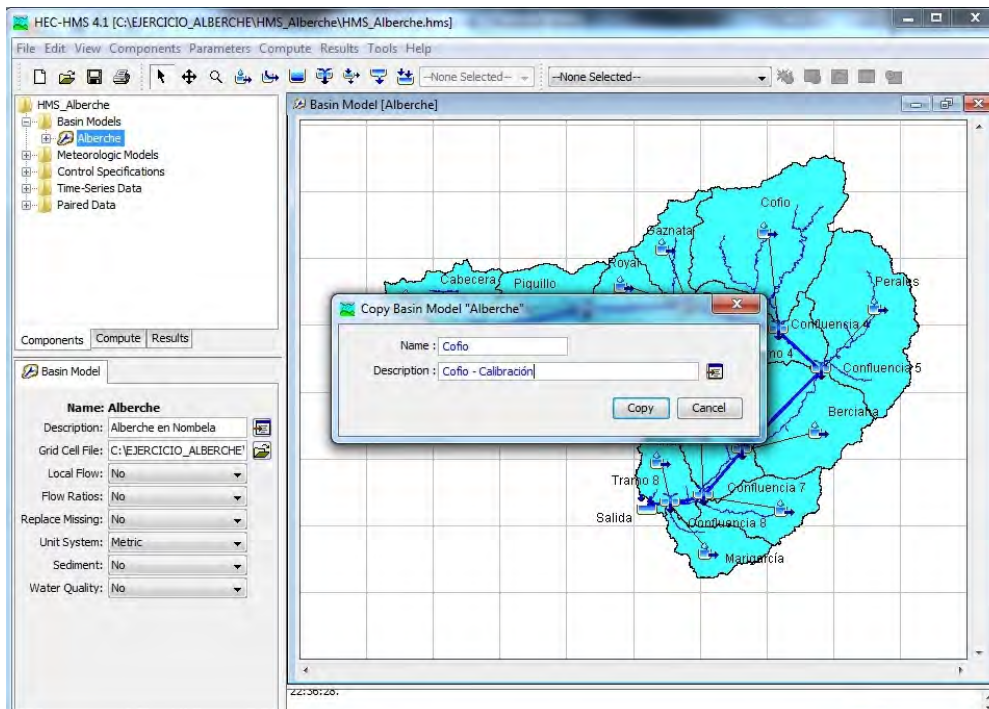 HEC-HMS 4.1 [C:\EJERCICIO_ALBERCHE\HMS_Alberche\HMS_Alberche.hms]
File Edit View Components Parameters Compute Results Tools Help
--None Selected-- --None Selected--
HMS_Alberche
Basin Models
Alberche
Meteorologic Models
Control Specifications
Time-Series Data
Paired Data
Components Compute Results
Basin Model
Name: Alberche
Description: Alberche en Nombela
Grid Cell File: C:\EJERCICIO_ALBERCHE\
Local Flow: No
Flow Ratios: No
Replace Missing: No
Unit System: Metric
Sediment: No
Water Quality: No
Basin Model [Alberche]
Cofio
Gaznata
Royal
Cabecera
Piquillo
Perales
Copy Basin Model "Alberche"
Name : Cofio
Description : Cofio - Calibración
Copy Cancel
Confluencia 4
4
Confluencia 5
Berciana
Tramo 8
Confluencia 7
Salida
Confluencia 8
Marigarcía
22:36:28.